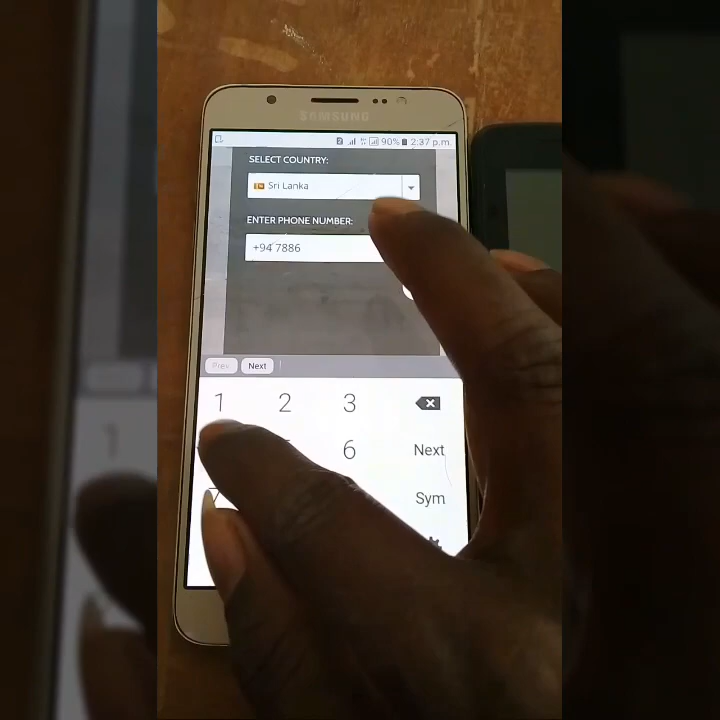 SAMSUNG
90% 2:37 p.m.
SELECT COUNTRY:
Sri Lanka
ENTER PHONE NUMBER:
+94 7886
Prev Next
1 2 3
6 Next
Sym